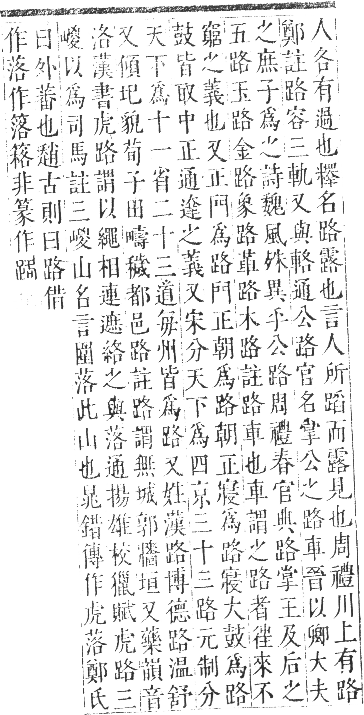 人各有過也釋名路露也言人所蹈而露見也周禮川上有路
鄭註路容三軌又與輅通公路官名掌公之路車晉以卿大夫
之庶子爲之詩魏風殊異乎公路周禮春官典路掌王及后之
五路玉路金路象路革路木路註路車也車謂之路者往來不
窮之義也又正門爲路門正朝爲路朝正寢爲路寢大鼓爲路
鼓皆取中正通達之義又宋分天下爲四京二十三路元制分
天下爲十一省二十三道每州皆爲路又姓漢路博德路溫舒
又傾圮貌荀子田疇穢都邑路註路謂無城郭牆垣又藥韻音
洛漢書虎路謂以繩相連遮絡之與落通揚雄校獵賦虎路三
嵏以爲司馬註三嵏山名言圍落此山也晁錯傳作虎落鄭氏
曰外蕃也趙古則曰路借
作落作箈簬非篆作